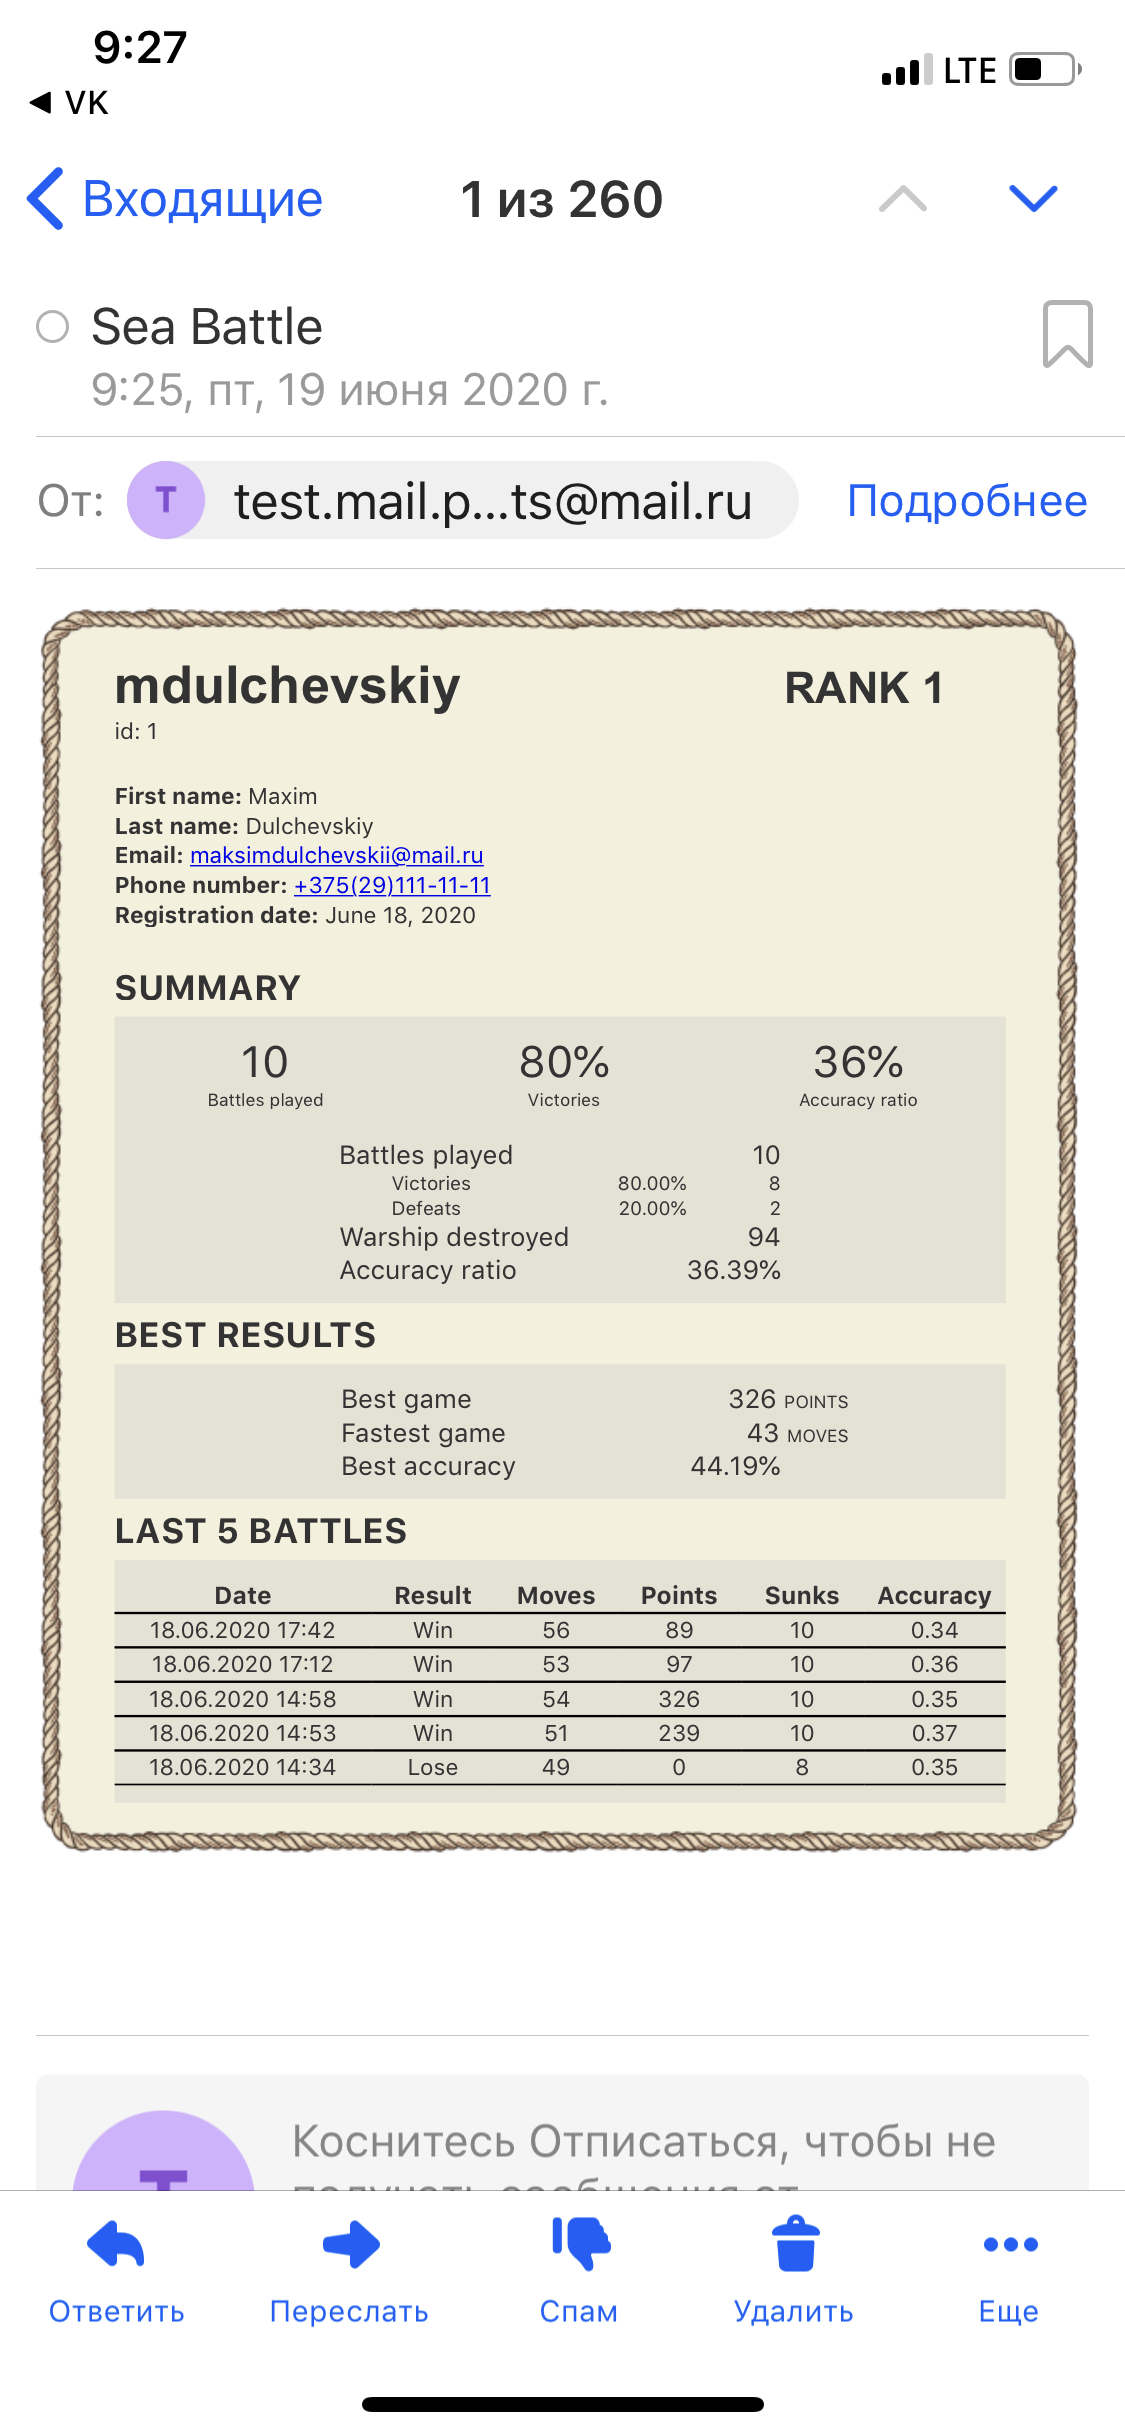 9:27
LTE
◀ VK
Входящие 1 из 260
Sea Battle
9:25, пт, 19 июня 2020 г.
От: T test.mail.p...ts@mail.ru Подробнее
mdulchevskiy RANK 1
id: 1
First name: Maxim
Last name: Dulchevskiy
Email: maksimdulchevskii@mail.ru
Phone number: +375(29)111-11-11
Registration date: June 18, 2020
SUMMARY
10 80% 36%
Battles played Victories Accuracy ratio
Battles played 10
Victories 80.00% 8
Defeats 20.00% 2
Warship destroyed 94
Accuracy ratio 36.39%
BEST RESULTS
Best game 326 POINTS
Fastest game 43 MOVES
Best accuracy 44.19%
LAST 5 BATTLES
Date Result Moves Points Sunks Accuracy
18.06.2020 17:42 Win 56 89 10 0.34
18.06.2020 17:12 Win 53 97 10 0.36
18.06.2020 14:58 Win 54 326 10 0.35
18.06.2020 14:53 Win 51 239 10 0.37
18.06.2020 14:34 Lose 49 0 8 0.35
T Коснитесь Отписаться, чтобы не
получать сообщения от
Ответить Переслать Спам Удалить Еще